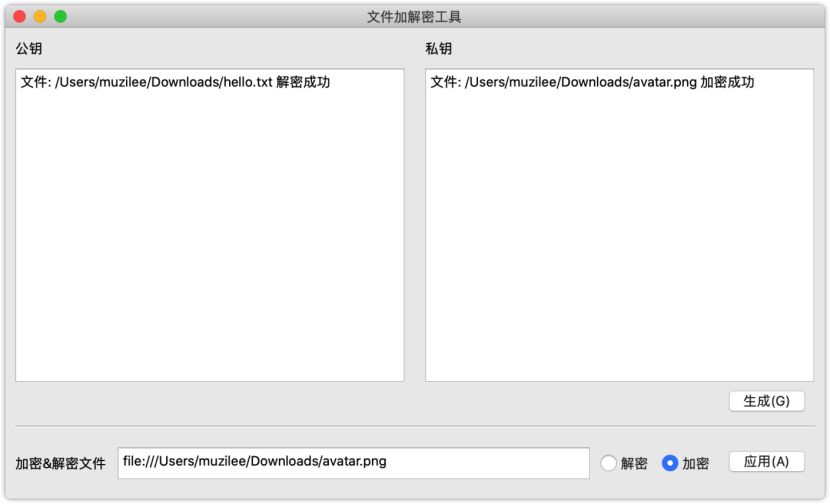 文件加解密工具
公钥
私钥
文件: /Users/muzilee/Downloads/hello.txt 解密成功
文件: /Users/muzilee/Downloads/avatar.png 加密成功
生成(G)
加密&解密文件
file:///Users/muzilee/Downloads/avatar.png
解密
加密
应用(A)